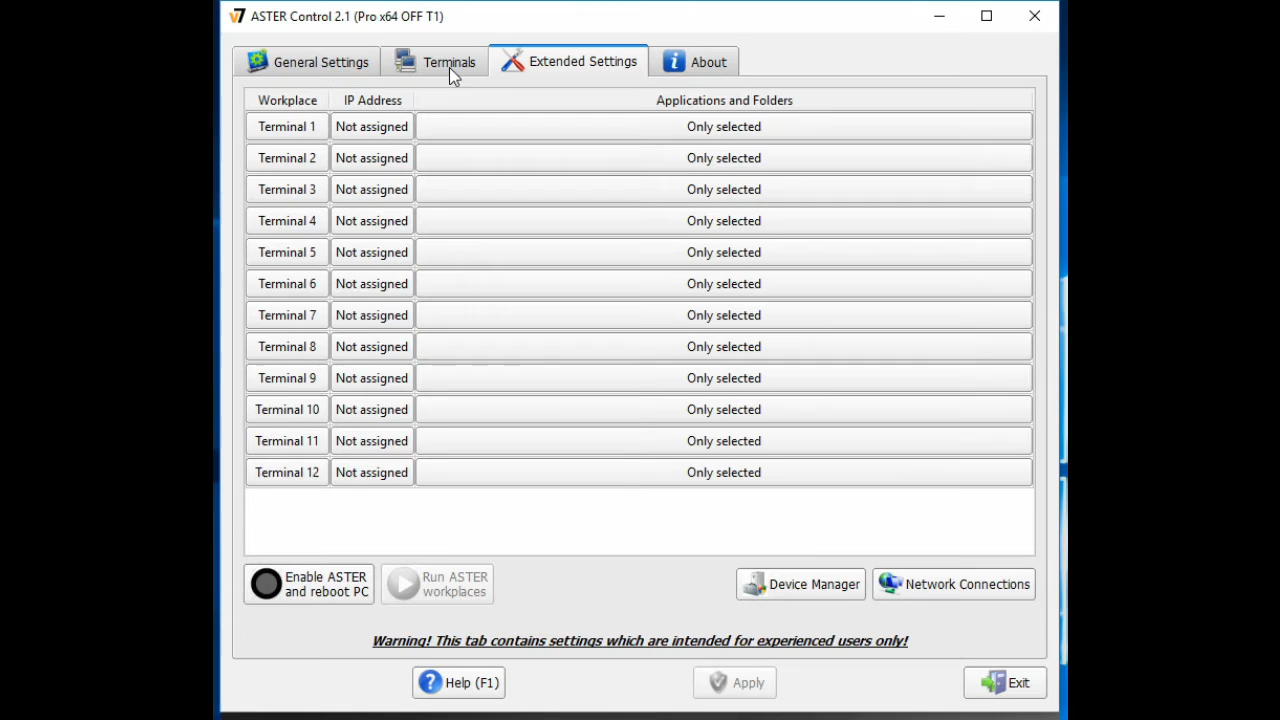 ASTER Control 2.1 (Pro x64 OFF T1)
General Settings
Terminals
Extended Settings
About
Workplace IP Address Applications and Folders
Terminal 1 Not assigned Only selected
Terminal 2 Not assigned Only selected
Terminal 3 Not assigned Only selected
Terminal 4 Not assigned Only selected
Terminal 5 Not assigned Only selected
Terminal 6 Not assigned Only selected
Terminal 7 Not assigned Only selected
Terminal 8 Not assigned Only selected
Terminal 9 Not assigned Only selected
Terminal 10 Not assigned Only selected
Terminal 11 Not assigned Only selected
Terminal 12 Not assigned Only selected
Enable ASTER
and reboot PC
Run ASTER
workplaces
Device Manager
Network Connections
Warning! This tab contains settings which are intended for experienced users only!
Help (F1)
Apply
Exit